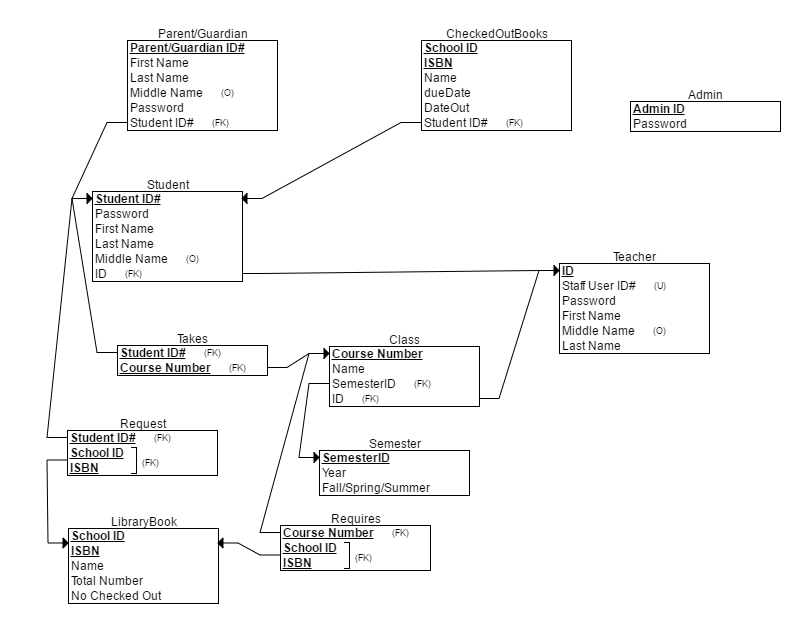 Parent/Guardian
Parent/Guardian ID#
First Name
Last Name
Middle Name (O)
Password
Student ID# (FK)
CheckedOutBooks
School ID
ISBN
Name
dueDate
DateOut
Student ID# (FK)
Admin
Admin ID
Password
Student
Student ID#
Password
First Name
Last Name
Middle Name (O)
ID (FK)
Teacher
ID
Staff User ID# (U)
Password
First Name
Middle Name (O)
Last Name
Takes
Student ID# (FK)
Course Number (FK)
Class
Course Number
Name
SemesterID (FK)
ID (FK)
Request
Student ID# (FK)
School ID
ISBN (FK)
Semester
SemesterID
Year
Fall/Spring/Summer
LibraryBook
School ID
ISBN
Name
Total Number
No Checked Out
Requires
Course Number (FK)
School ID
ISBN (FK)